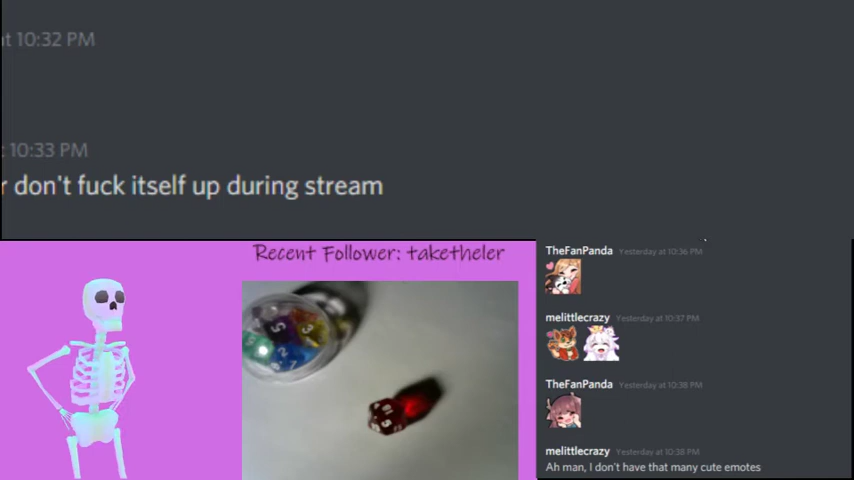 at 10:32 PM
10:33 PM
r don't fuck itself up during stream
Recent Follower: taketheler
TheFanPanda Yesterday at 10:36 PM
melittlecrazy Yesterday at 10:37 PM
TheFanPanda Yesterday at 10:38 PM
melittlecrazy Yesterday at 10:38 PM
Ah man, I don't have that many cute emotes